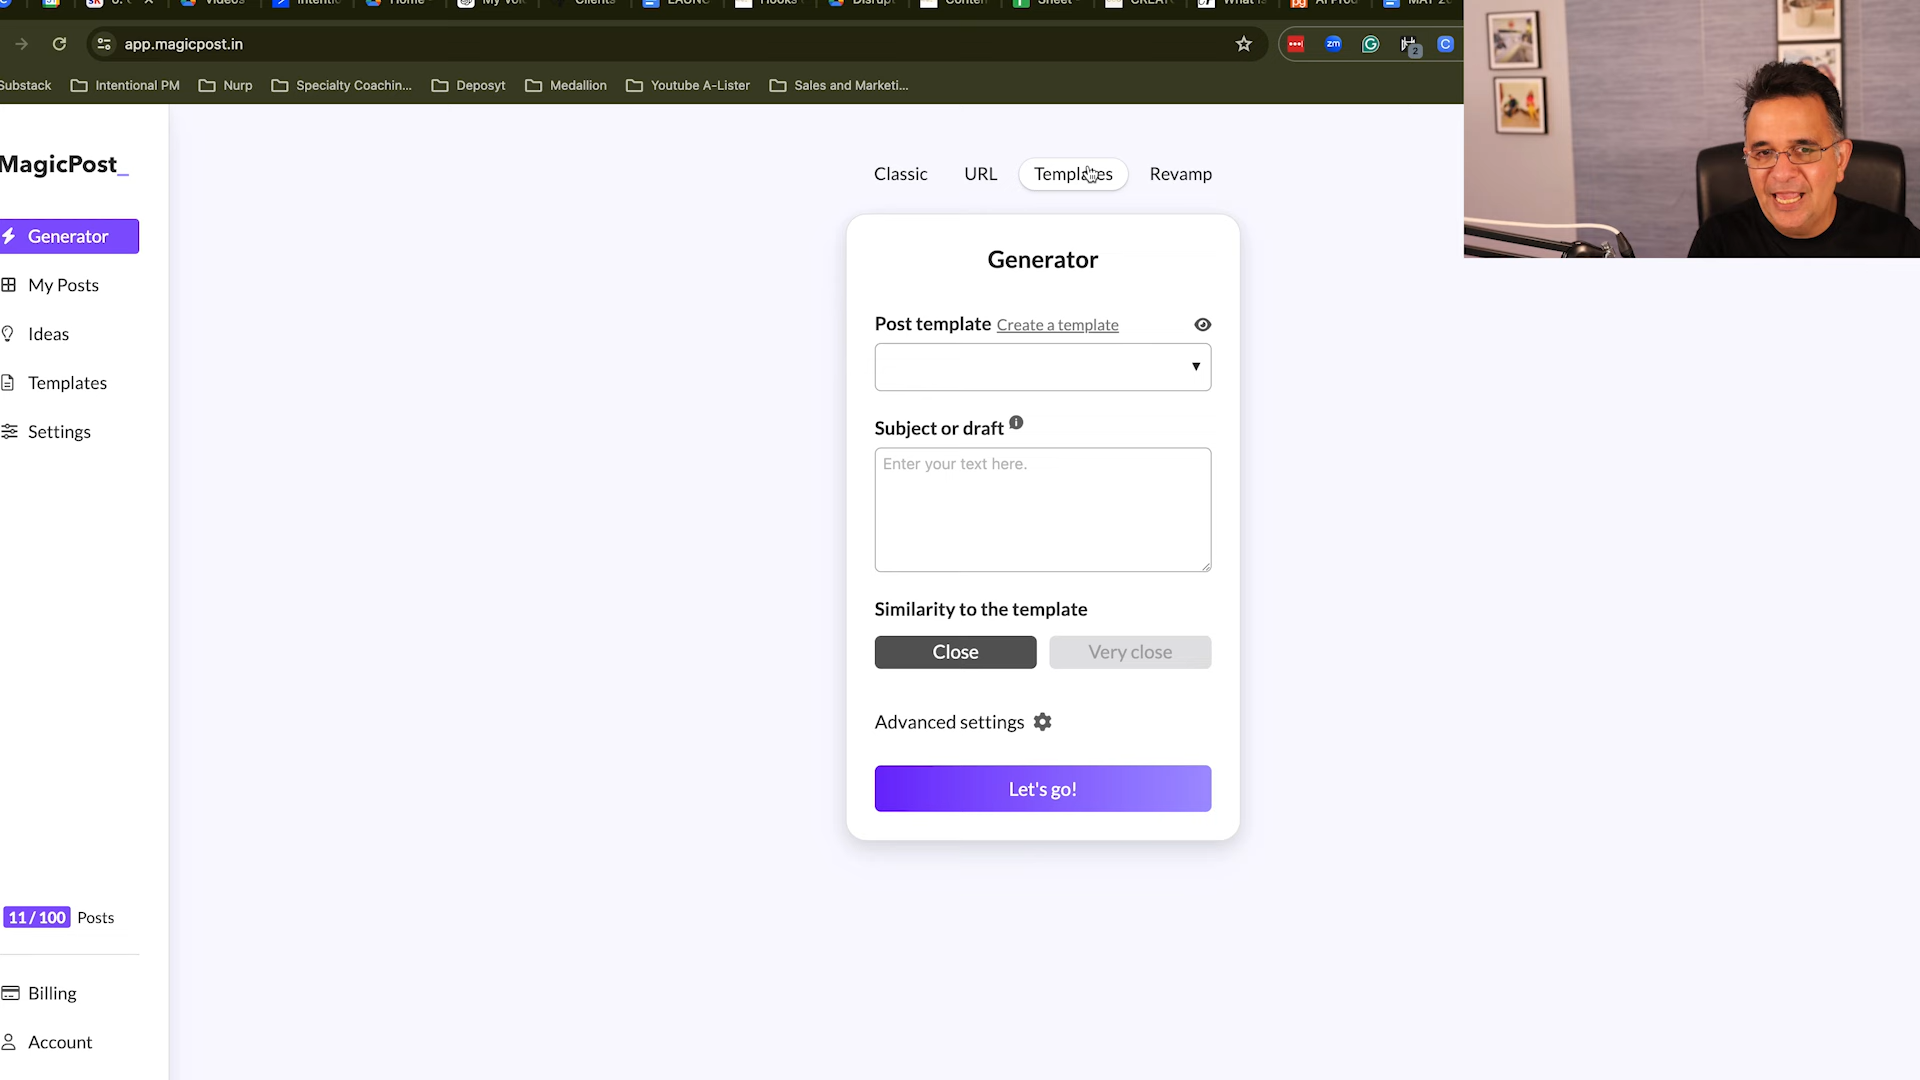 app.magicpost.in
Substack
Intentional PM
Nurp
Specialty Coachin...
Deposyt
Medallion
Youtube A-Lister
Sales and Marketi...
MagicPost_
Classic
URL
Templates
Revamp
Generator
My Posts
Ideas
Templates
Settings
Generator
Post template Create a template
Subject or draft
Enter your text here.
Similarity to the template
Close
Very close
Advanced settings
Let's go!
11 / 100 Posts
Billing
Account